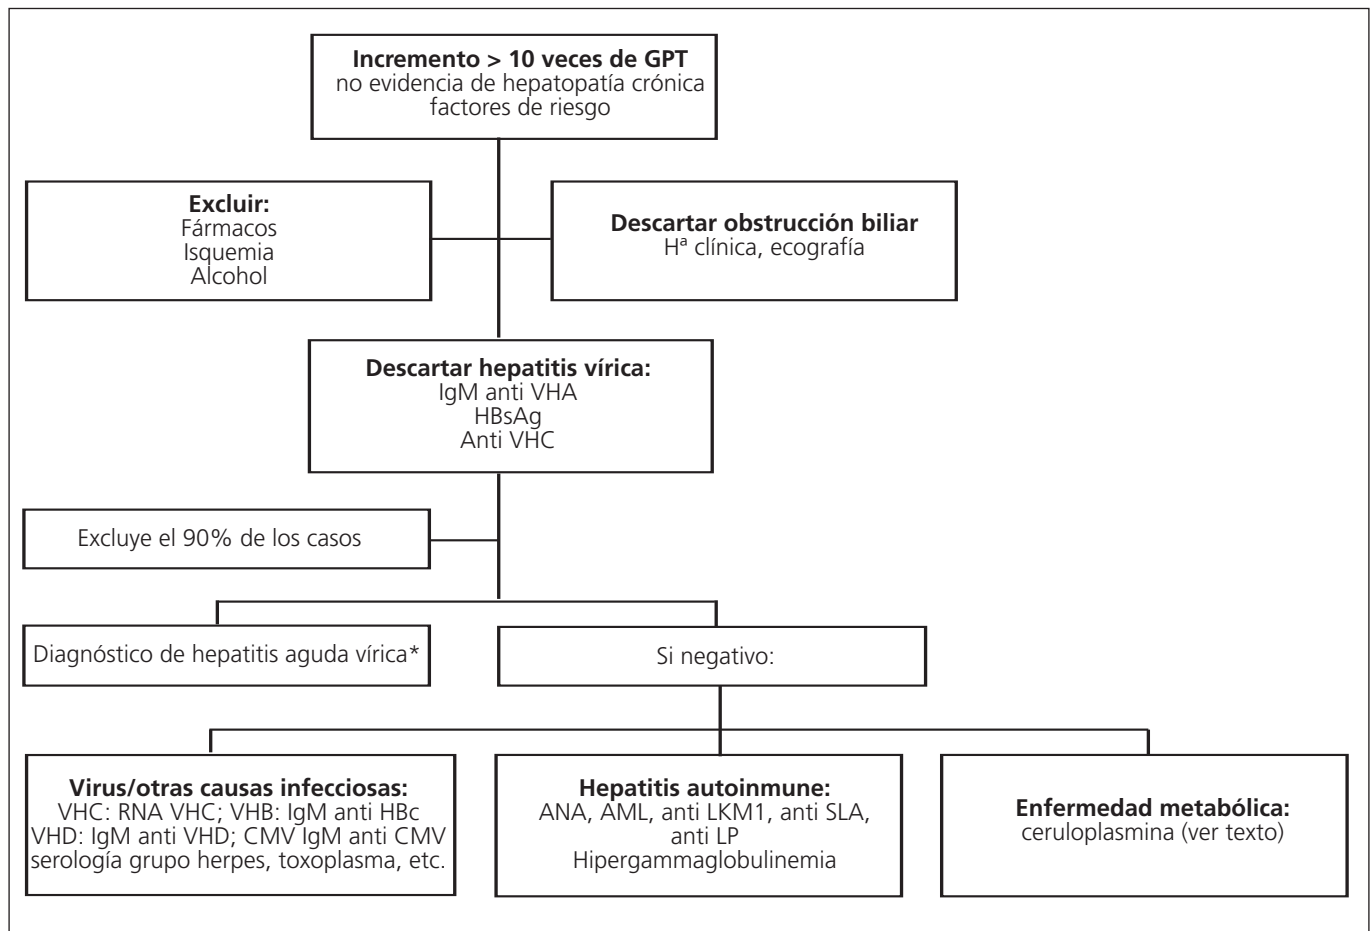 Incremento > 10 veces de GPT
no evidencia de hepatopatía crónica
factores de riesgo
Excluir:
Fármacos
Isquemia
Alcohol
Descartar obstrucción biliar
Hª clínica, ecografía
Descartar hepatitis vírica:
IgM anti VHA
HBsAg
Anti VHC
Excluye el 90% de los casos
Diagnóstico de hepatitis aguda vírica*
Si negativo:
Virus/otras causas infecciosas:
VHC: RNA VHC; VHB: IgM anti HBc
VHD: IgM anti VHD; CMV IgM anti CMV
serología grupo herpes, toxoplasma, etc.
Hepatitis autoinmune:
ANA, AML, anti LKM1, anti SLA,
anti LP
Hipergammaglobulinemia
Enfermedad metabólica:
ceruloplasmina (ver texto)